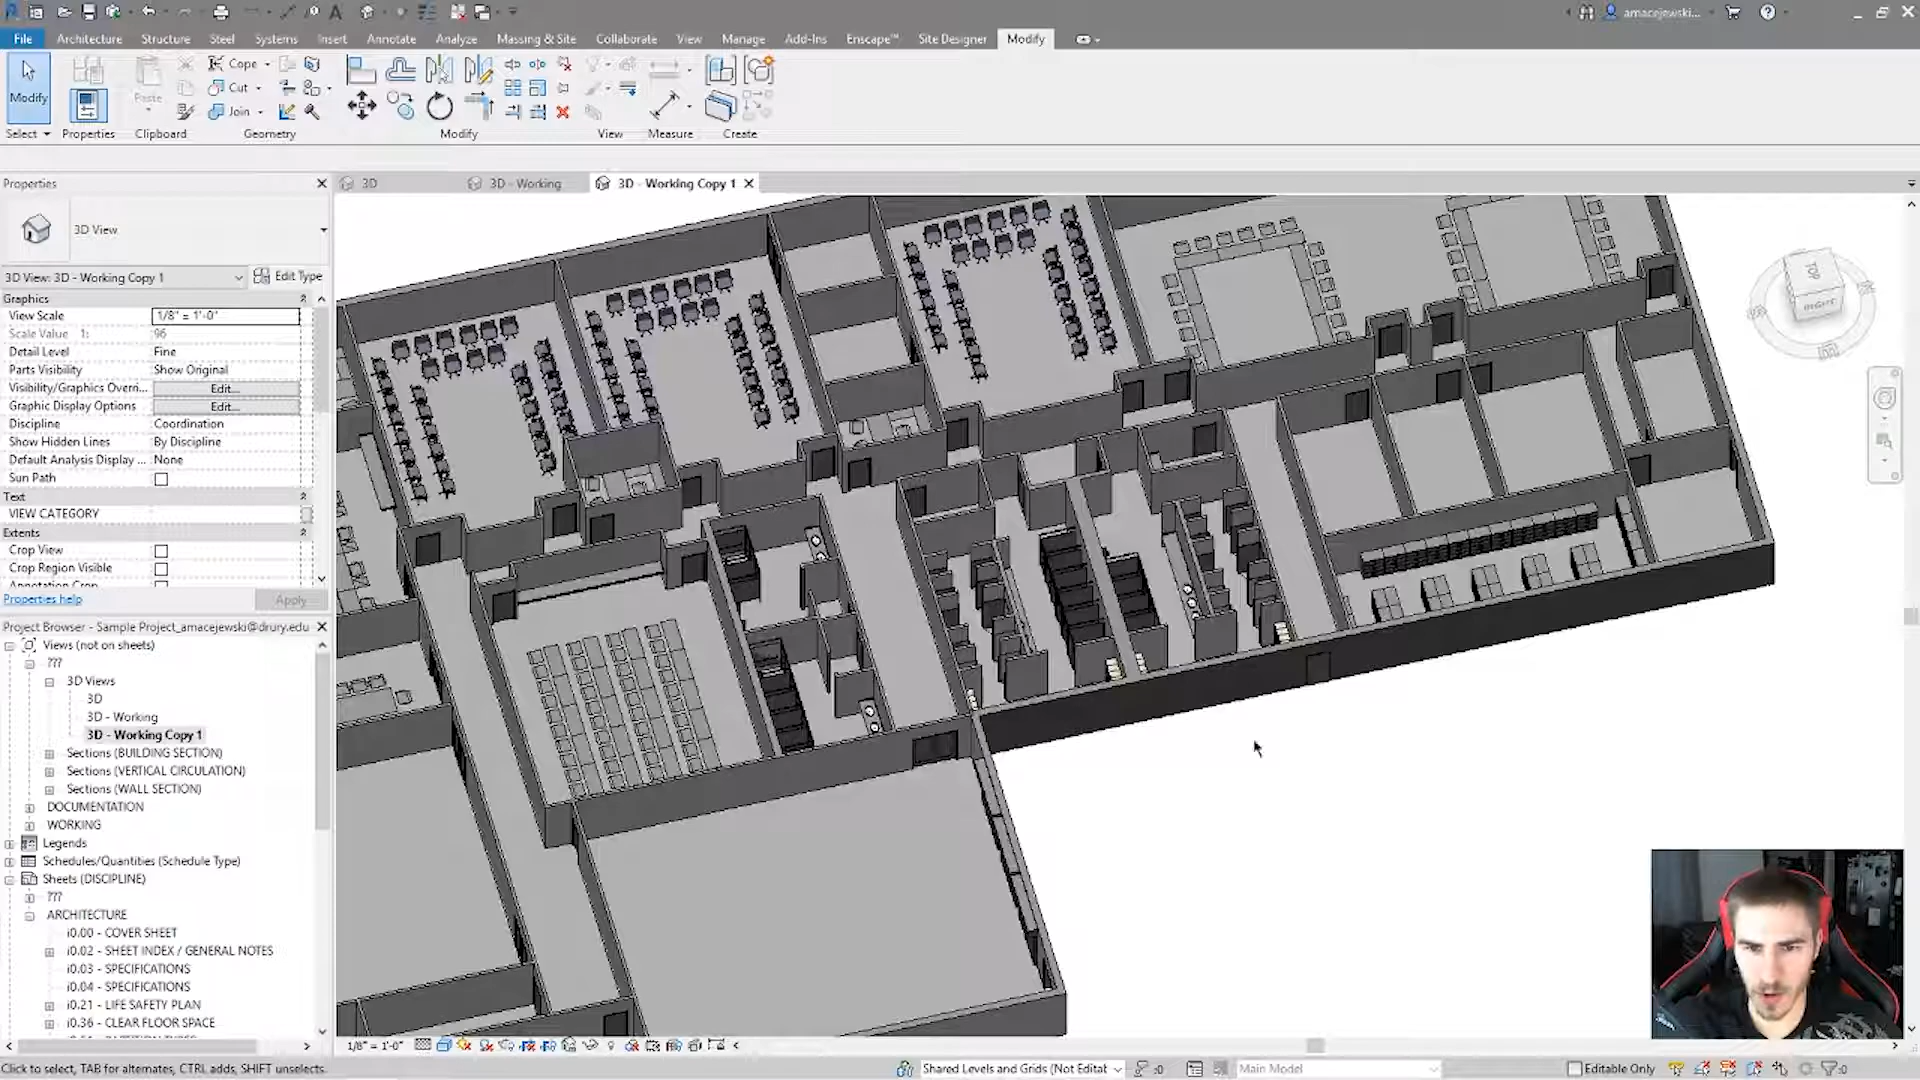 amacejewski...
File Architecture Structure Steel Systems Insert Annotate Analyze Massing & Site Collaborate View Manage Add-Ins Enscape™ Site Designer Modify
Modify
Paste
Cope
Cut
Join
Select Properties Clipboard Geometry Modify View Measure Create
Properties
3D
3D - Working
3D - Working Copy 1
3D View
3D View: 3D - Working Copy 1
Edit Type
Graphics
View Scale 1/8" = 1'-0"
Scale Value 1: 96
Detail Level Fine
Parts Visibility Show Original
Visibility/Graphics Overri... Edit...
Graphic Display Options Edit...
Discipline Coordination
Show Hidden Lines By Discipline
Default Analysis Display ... None
Sun Path
Text
VIEW CATEGORY
Extents
Crop View
Crop Region Visible
Annotation Crop
Properties help
Apply
Project Browser - Sample Project_amacejewski@drury.edu
Views (not on sheets)
???
3D Views
3D
3D - Working
3D - Working Copy 1
Sections (BUILDING SECTION)
Sections (VERTICAL CIRCULATION)
Sections (WALL SECTION)
DOCUMENTATION
WORKING
Legends
Schedules/Quantities (Schedule Type)
Sheets (DISCIPLINE)
???
ARCHITECTURE
i0.00 - COVER SHEET
i0.02 - SHEET INDEX / GENERAL NOTES
i0.03 - SPECIFICATIONS
i0.04 - SPECIFICATIONS
i0.21 - LIFE SAFETY PLAN
i0.36 - CLEAR FLOOR SPACE
TOP
RIGHT
1/8" = 1'-0"
Click to select, TAB for alternates, CTRL adds, SHIFT unselects.
Shared Levels and Grids (Not Editat
:0
Main Model
Editable Only
:0